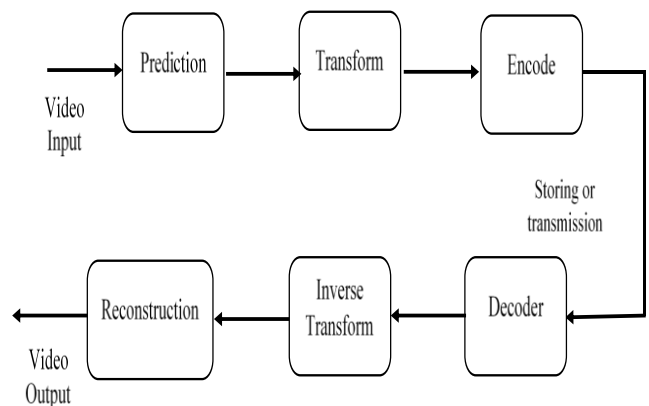 Prediction
Transform
Encode
Video
Input
Storing or
transmission
Reconstruction
Inverse
Transform
Decoder
Video
Output